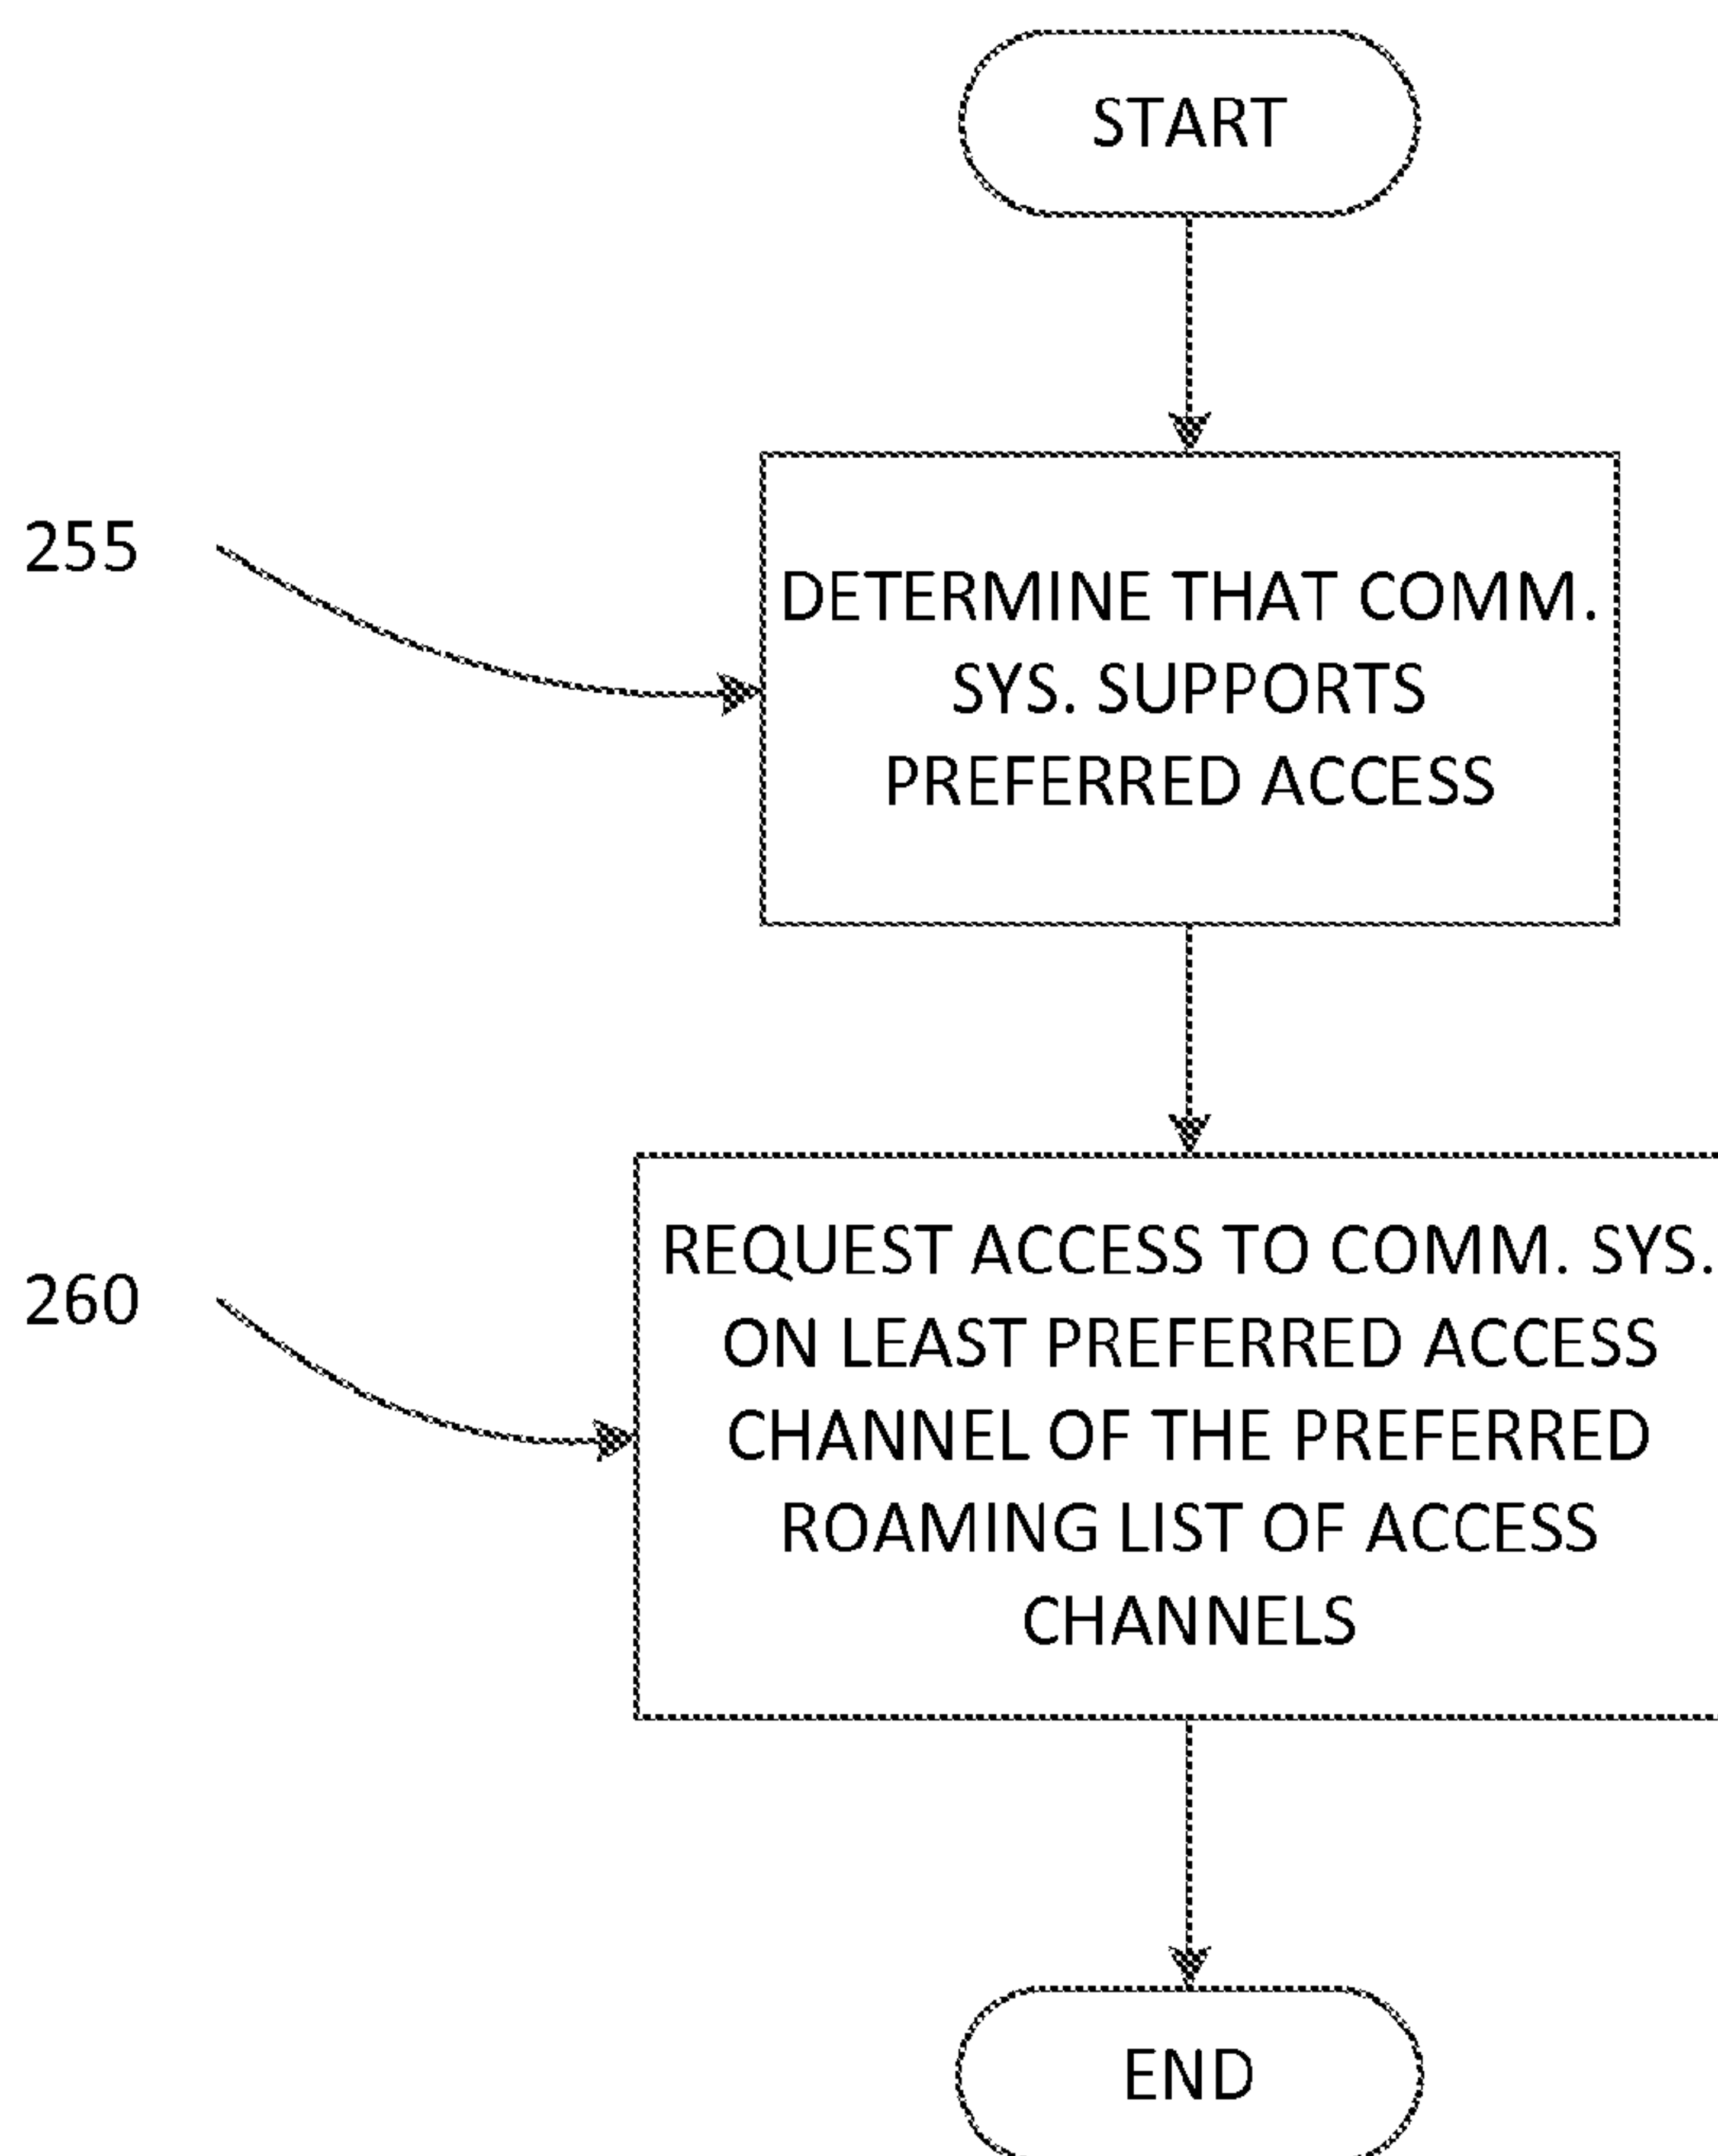 START
255
DETERMINE THAT COMM.
SYS. SUPPORTS
PREFERRED ACCESS
260
REQUEST ACCESS TO COMM. SYS.
ON LEAST PREFERRED ACCESS
CHANNEL OF THE PREFERRED
ROAMING LIST OF ACCESS
CHANNELS
END